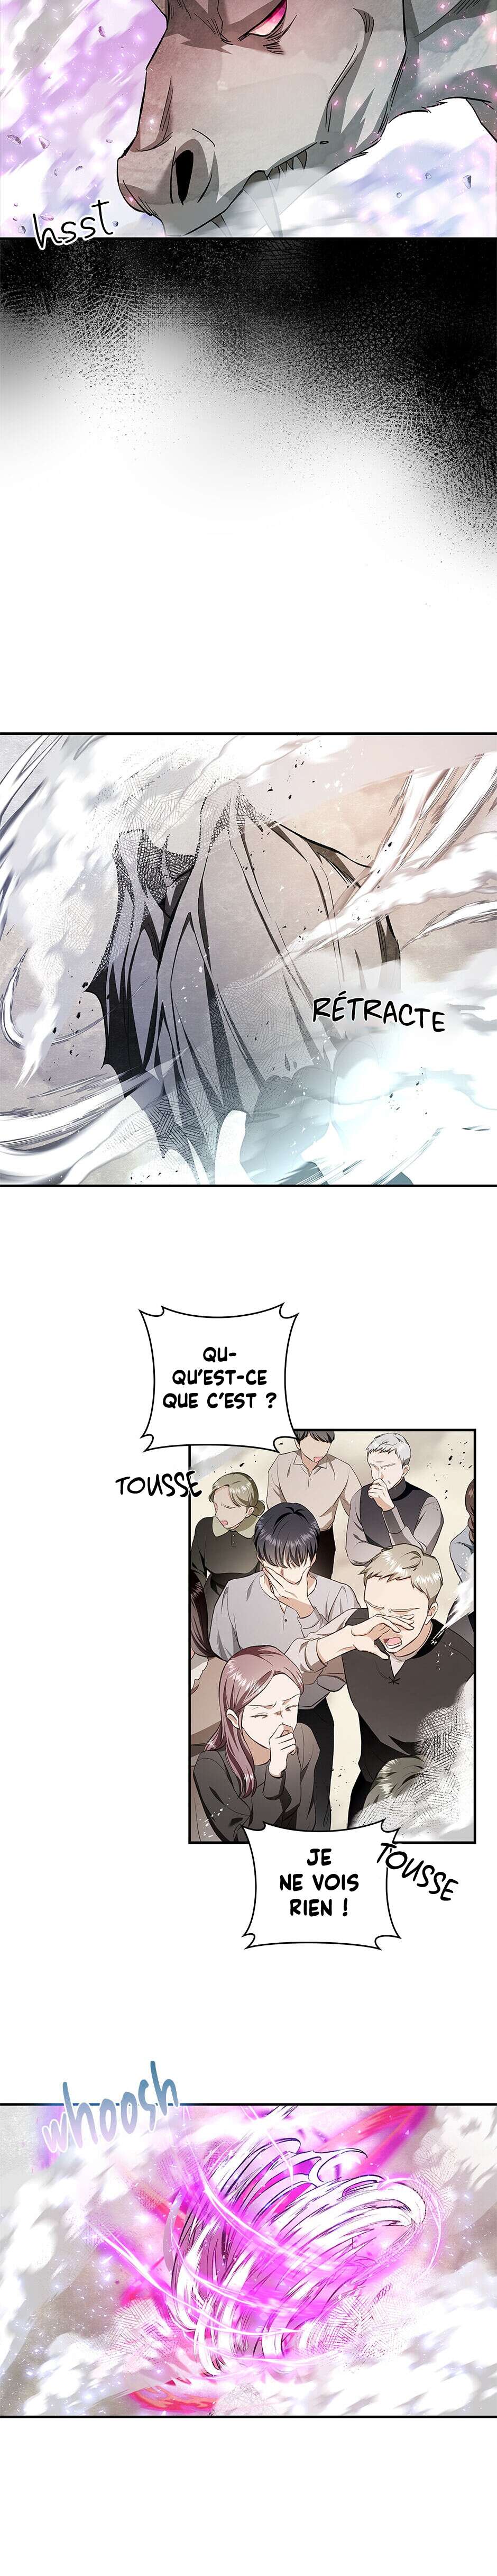 hsst
RÉTRACTE
QU-
QU'EST-CE
QUE C'EST ?
TOUSSE
JE
NE VOIS
RIEN !
TOUSSE
whoosh